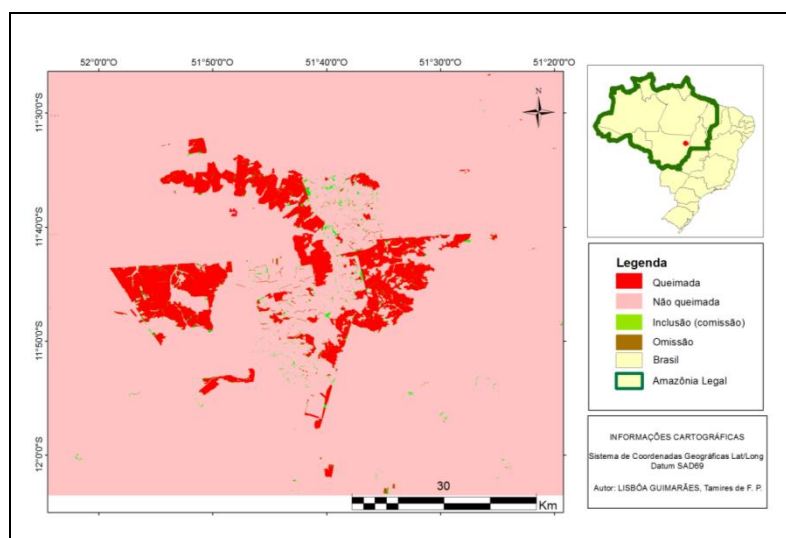 52°0'0"O 51°50'0"O 51°40'0"O 51°30'0"O 51°20'0"O
N
11°30'0"S
11°40'0"S
11°50'0"S
12°0'0"S
30
Km
Legenda
Queimada
Não queimada
Inclusão (comissão)
Omissão
Brasil
Amazônia Legal
INFORMAÇÕES CARTOGRÁFICAS
Sistema de Coordenadas Geográficas Lat/Long
Datum SAD69
Autor: LISBÔA GUIMARÃES, Tamires de F. P.